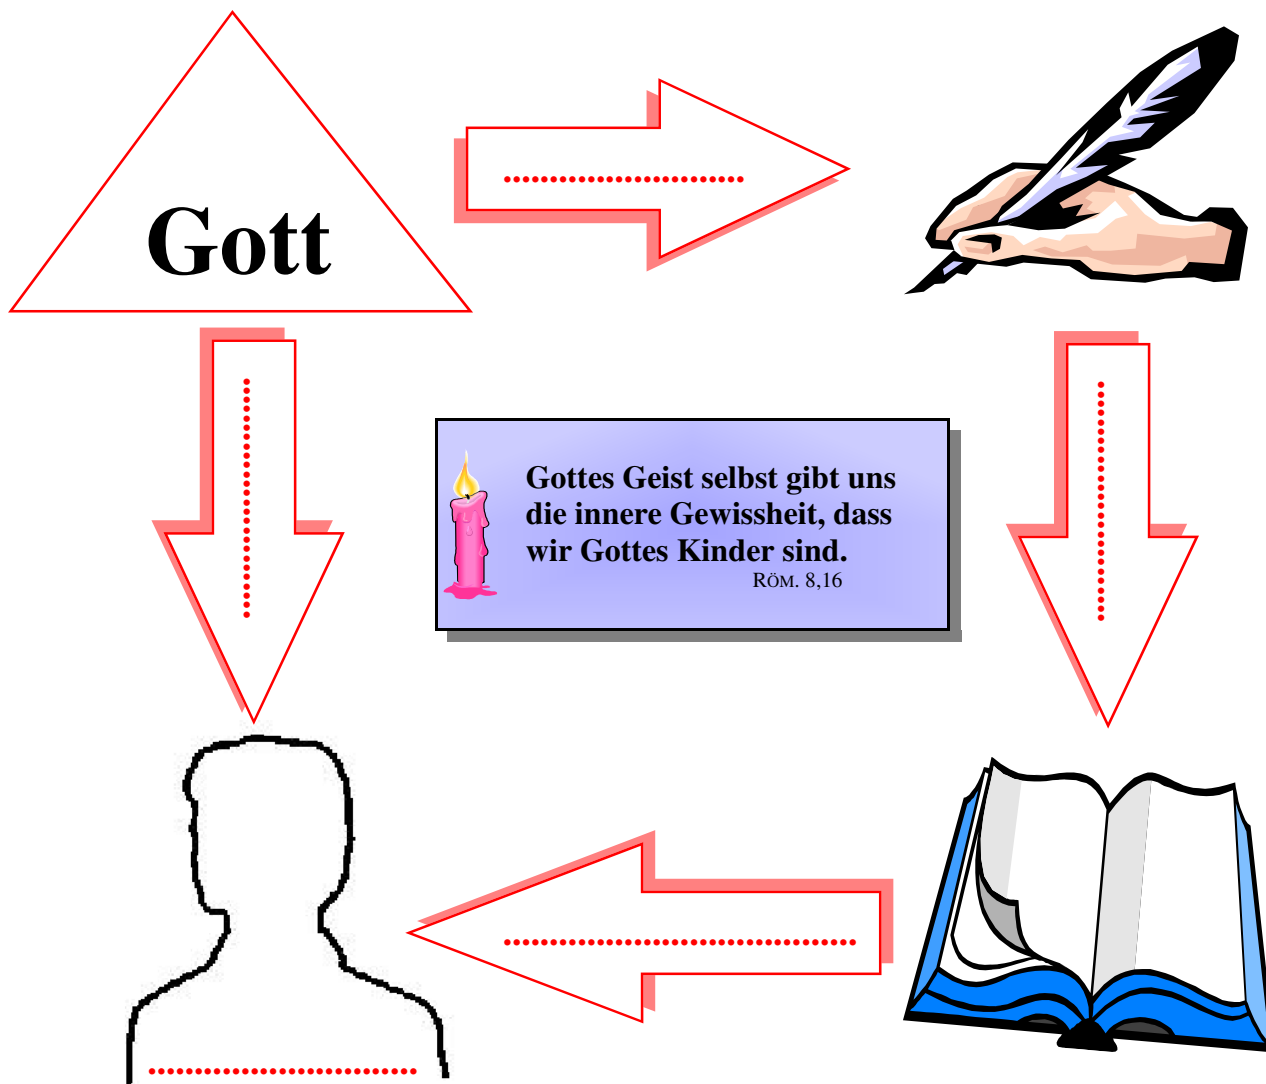 Gott
Gottes Geist selbst gibt uns
die innere Gewissheit, dass
wir Gottes Kinder sind.
RÖM. 8,16